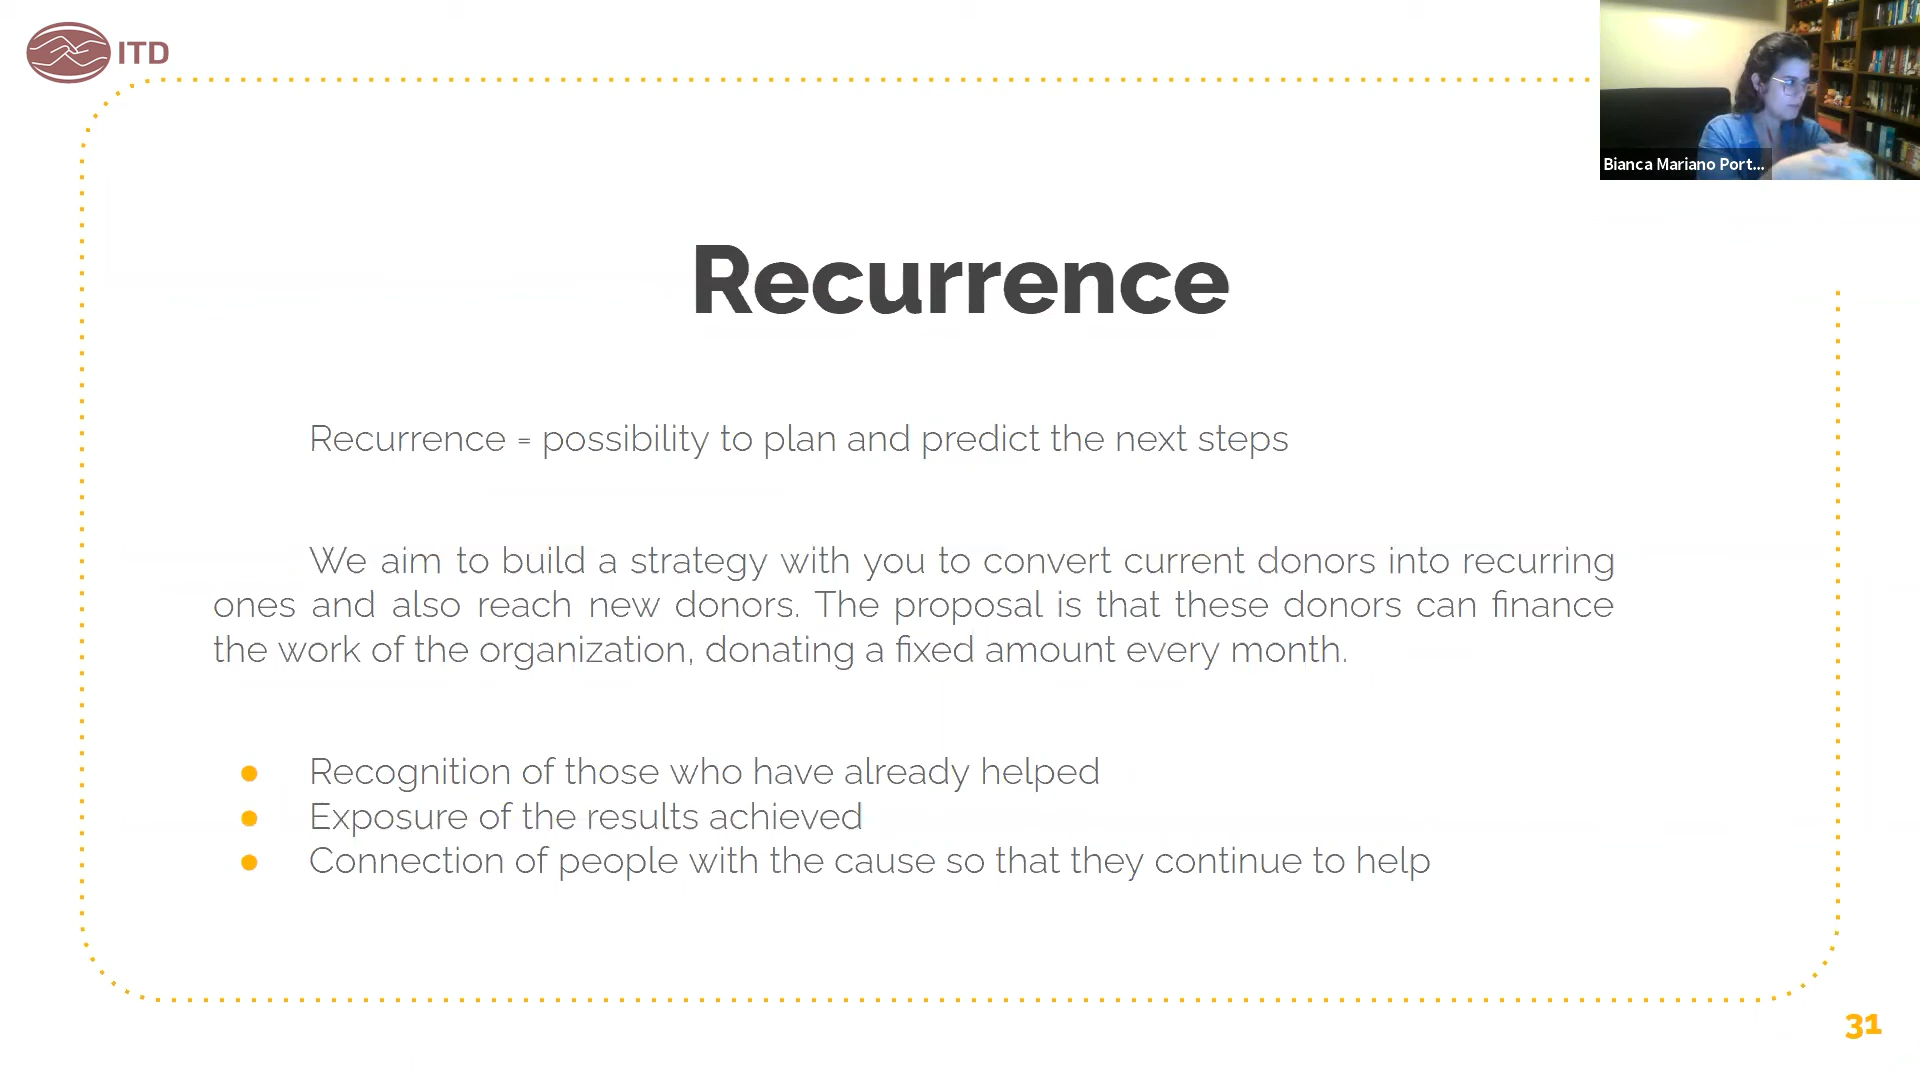 ITD
Bianca Mariano Port...
Recurrence
Recurrence = possibility to plan and predict the next steps
We aim to build a strategy with you to convert current donors into recurring
ones and also reach new donors. The proposal is that these donors can finance
the work of the organization, donating a fixed amount every month.
● Recognition of those who have already helped
● Exposure of the results achieved
● Connection of people with the cause so that they continue to help
31